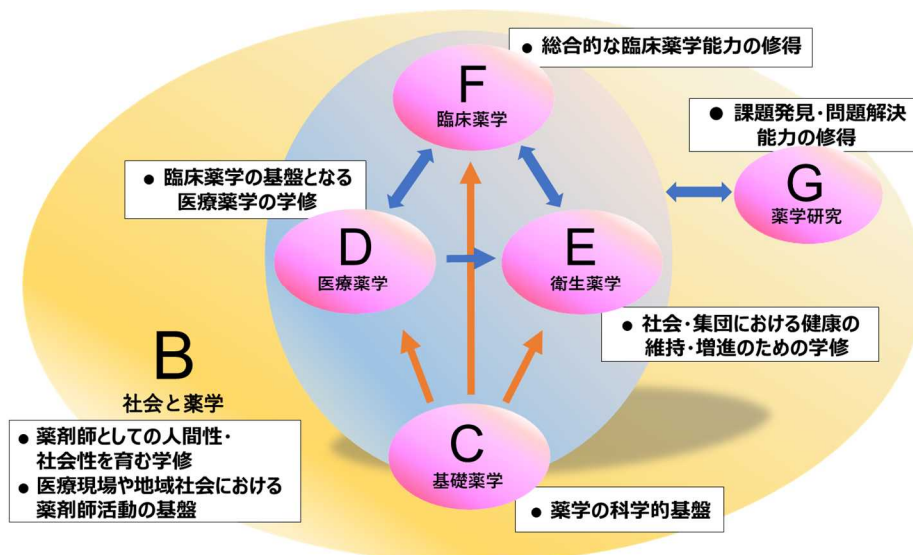 ● 総合的な臨床薬学能力の修得
F
臨床薬学
● 課題発見・問題解決
能力の修得
G
薬学研究
● 臨床薬学の基盤となる
医療薬学の学修
D
医療薬学
E
衛生薬学
● 社会・集団における健康の
維持・増進のための学修
B
社会と薬学
● 薬剤師としての人間性・
社会性を育む学修
● 医療現場や地域社会における
薬剤師活動の基盤
C
基礎薬学
● 薬学の科学的基盤